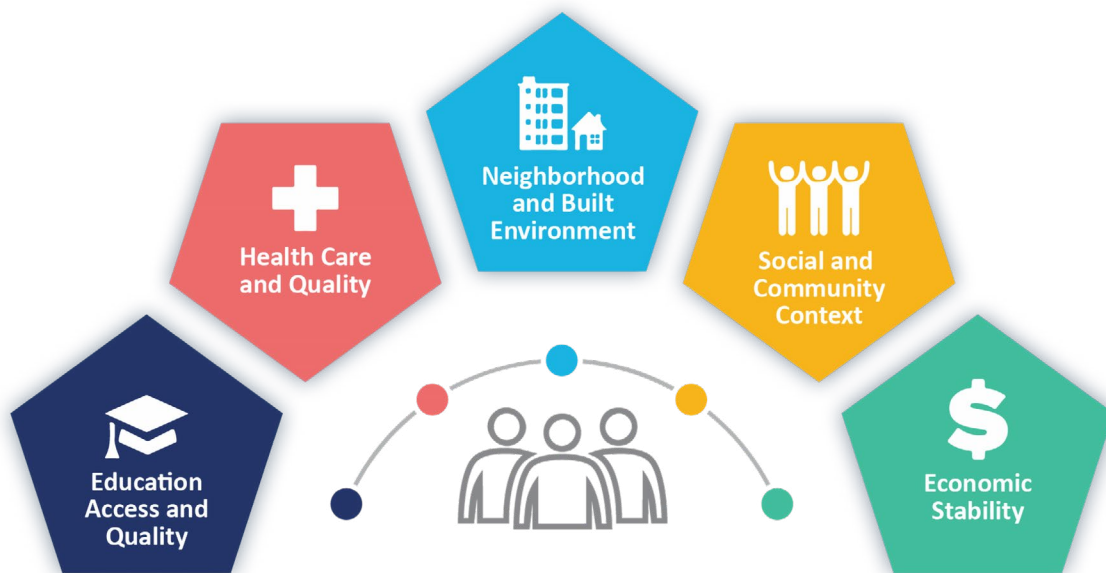 Education
Access and
Quality
Health Care
and Quality
Neighborhood
and Built
Environment
Social and
Community
Context
$
Economic
Stability